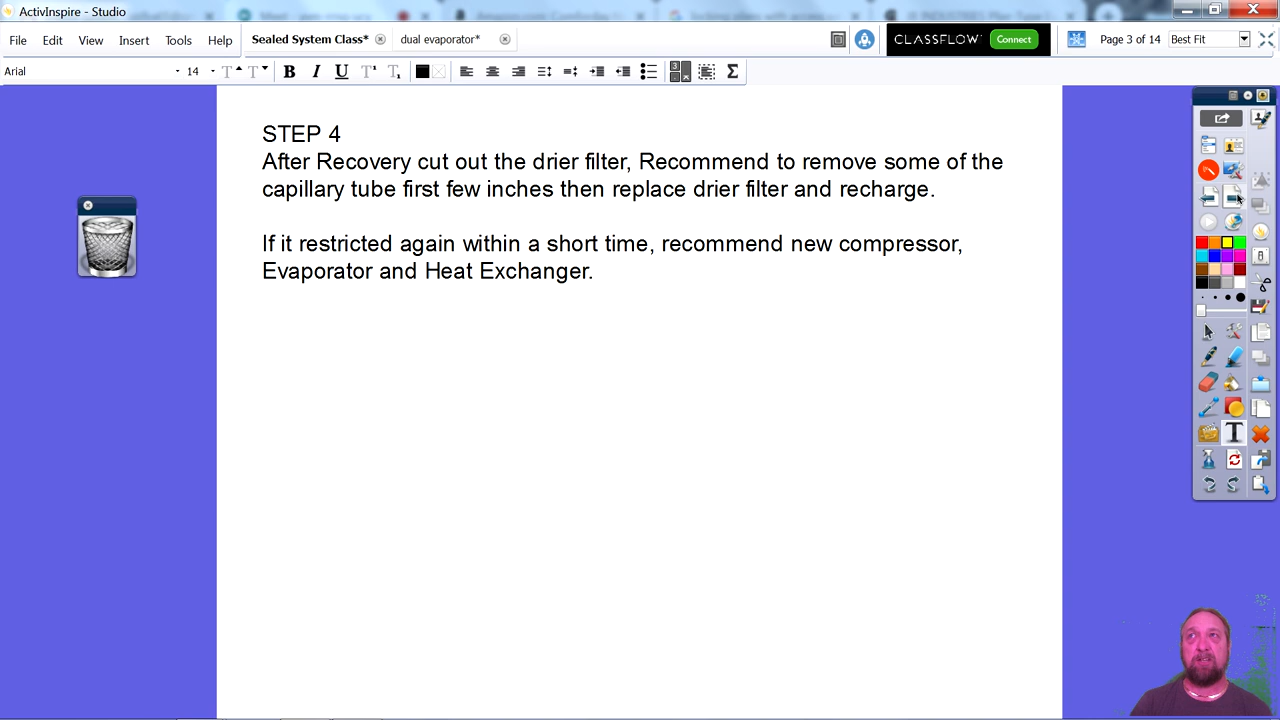 ActivInspire - Studio
File Edit View Insert Tools Help
Sealed System Class*
dual evaporator*
CLASSFLOW Connect
Page 3 of 14
Best Fit
Arial 14
STEP 4
After Recovery cut out the drier filter, Recommend to remove some of the
capillary tube first few inches then replace drier filter and recharge.
If it restricted again within a short time, recommend new compressor,
Evaporator and Heat Exchanger.